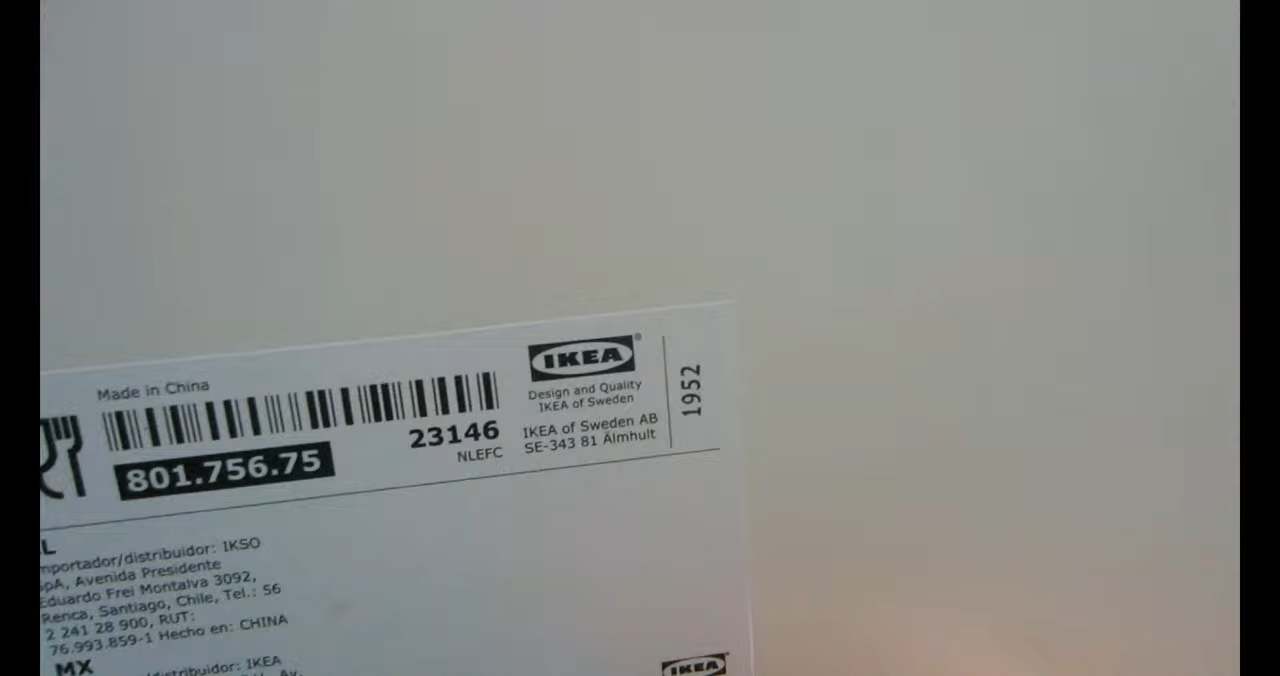 Made in China
801.756.75
23146
NLEFC
IKEA®
Design and Quality
IKEA of Sweden
IKEA of Sweden AB
SE-343 81 Älmhult
1952
mportador/distribuidor: IKSO
SpA, Avenida Presidente
Eduardo Frei Montalva 3092,
Renca, Santiago, Chile, Tel.: 56
2 241 28 900, RUT:
76.993.859-1 Hecho en: CHINA
MX
distribuidor: IKEA
Av.
IKEA